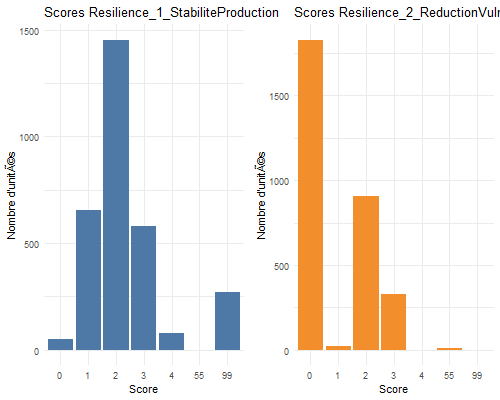 Scores Resilience_1_StabiliteProduction
Nombre d'unitÃ©s
1500
1000
500
0
0 1 2 3 4 55 99
Score
Scores Resilience_2_ReductionVuln
Nombre d'unitÃ©s
1500
1000
500
0
0 1 2 3 4 55 99
Score